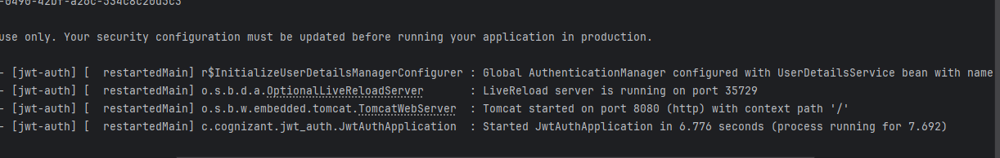 use only. Your security configuration must be updated before running your application in production.
- [jwt-auth] [  restartedMain] r$InitializeUserDetailsManagerConfigurer : Global AuthenticationManager configured with UserDetailsService bean with name
- [jwt-auth] [  restartedMain] o.s.b.d.a.OptionalLiveReloadServer       : LiveReload server is running on port 35729
- [jwt-auth] [  restartedMain] o.s.b.w.embedded.tomcat.TomcatWebServer  : Tomcat started on port 8080 (http) with context path '/'
- [jwt-auth] [  restartedMain] c.cognizant.jwt_auth.JwtAuthApplication  : Started JwtAuthApplication in 6.776 seconds (process running for 7.692)